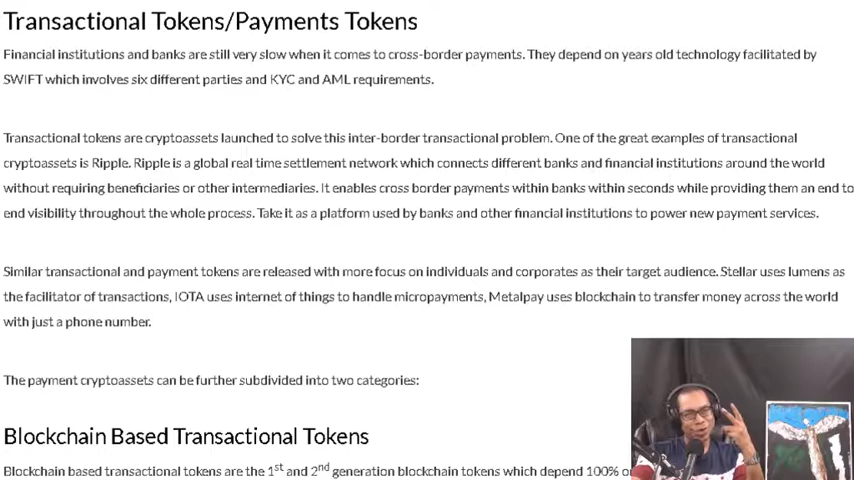 Transactional Tokens/Payments Tokens
Financial institutions and banks are still very slow when it comes to cross-border payments. They depend on years old technology facilitated by
SWIFT which involves six different parties and KYC and AML requirements.
Transactional tokens are cryptoassets launched to solve this inter-border transactional problem. One of the great examples of transactional
cryptoassets is Ripple. Ripple is a global real time settlement network which connects different banks and financial institutions around the world
without requiring beneficiaries or other intermediaries. It enables cross border payments within banks within seconds while providing them an end to
end visibility throughout the whole process. Take it as a platform used by banks and other financial institutions to power new payment services.
Similar transactional and payment tokens are released with more focus on individuals and corporates as their target audience. Stellar uses lumens as
the facilitator of transactions, IOTA uses internet of things to handle micropayments, Metalpay uses blockchain to transfer money across the world
with just a phone number.
The payment cryptoassets can be further subdivided into two categories:
Blockchain Based Transactional Tokens
Blockchain based transactional tokens are the 1st and 2nd generation blockchain tokens which depend 100%